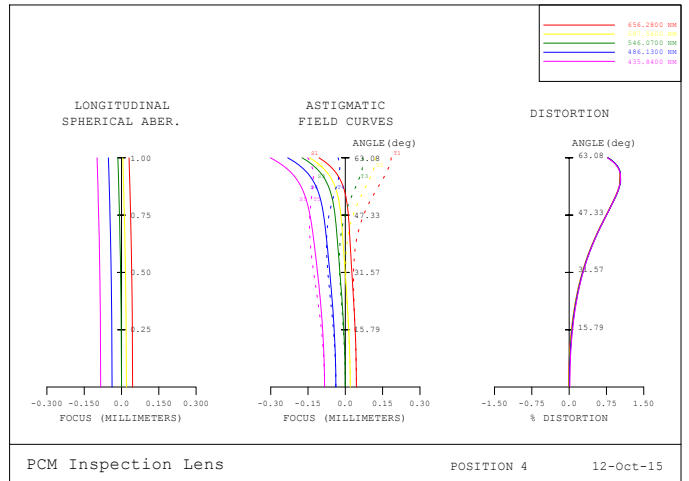 656.2800 NM
546.0700 NM
486.1300 NM
435.8400 NM
LONGITUDINAL
SPHERICAL ABER.
1.00
0.75
0.50
0.25
-0.300 -0.150 0.0 0.150 0.300
FOCUS (MILLIMETERS)
ASTIGMATIC
FIELD CURVES
ANGLE(deg)
S1
T1
T3
63.08
47.33
31.57
15.79
-0.30 -0.15 0.0 0.15 0.30
FOCUS (MILLIMETERS)
DISTORTION
ANGLE(deg)
63.08
47.33
31.57
15.79
-1.50 -0.75 0.0 0.75 1.50
% DISTORTION
PCM Inspection Lens
POSITION 4
12-Oct-15